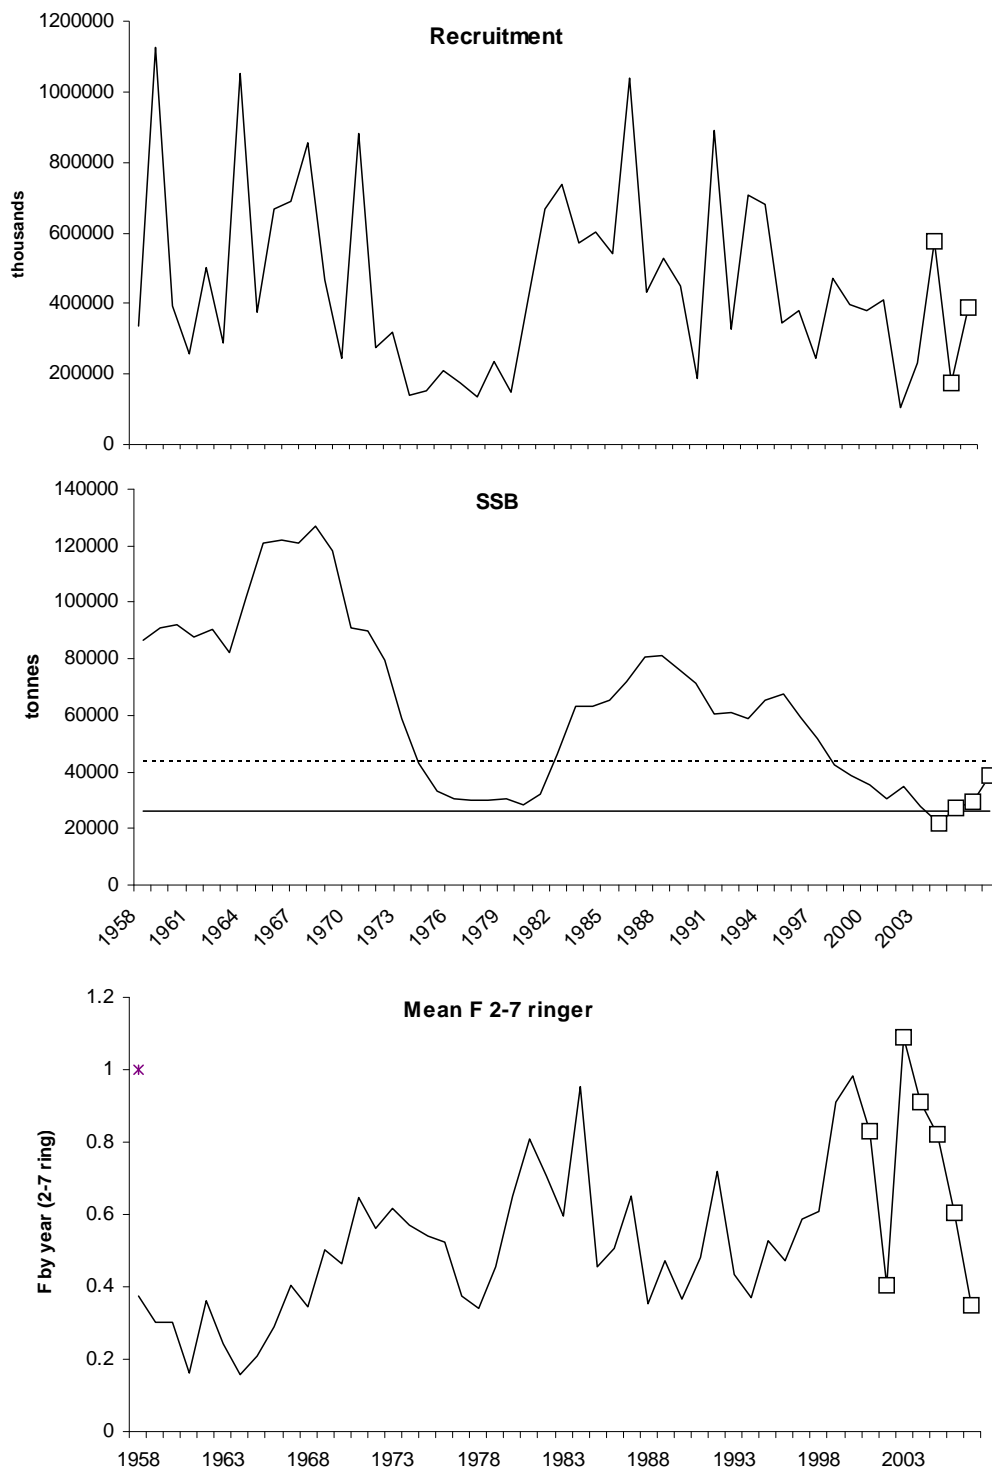 Recruitment
1200000
1000000
800000
600000
400000
200000
0
thousands
SSB
140000
120000
100000
80000
60000
40000
20000
0
tonnes
1958 1961 1964 1967 1970 1973 1976 1979 1982 1985 1988 1991 1994 1997 2000 2003
Mean F 2-7 ringer
1.2
1
0.8
0.6
0.4
0.2
0
F by year (2-7 ring)
1958 1963 1968 1973 1978 1983 1988 1993 1998 2003